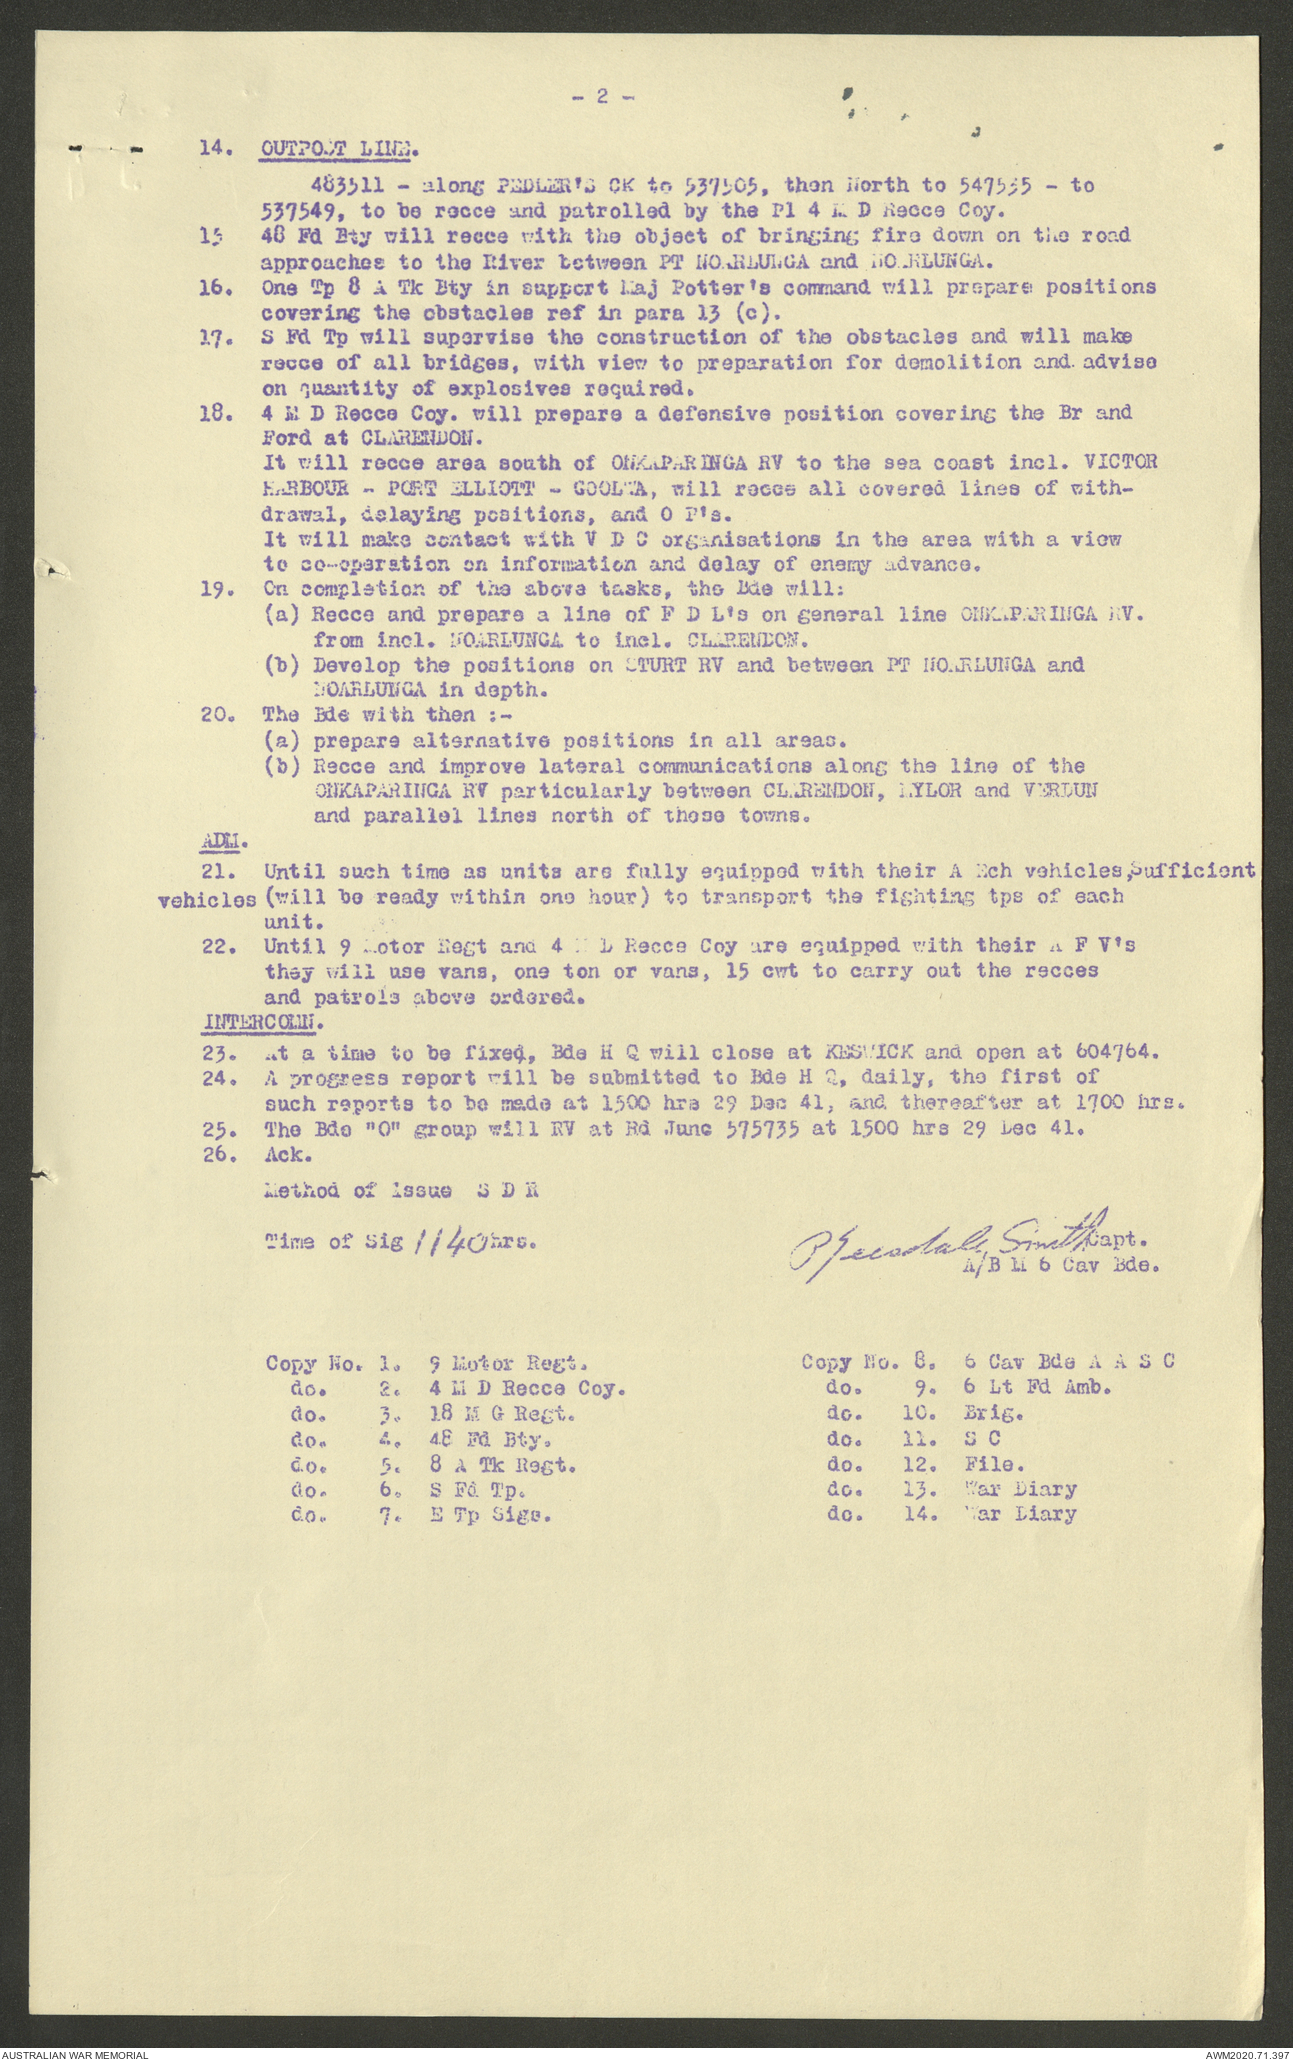 - 2 -
14. OUTPOST LINE.
483511 - along PEDLER'S CK to 537505, then North to 547535 - to
537549, to be recce and patrolled by the Pl 4 M D Recce Coy.
15 48 Fd Bty will recce with the object of bringing fire down on the road
approaches to the River between PT NOARLUNGA and NOARLUNGA.
16. One Tp 8 A Tk Bty in support Maj Potter's command will prepare positions
covering the obstacles ref in para 13 (c).
17. S Fd Tp will supervise the construction of the obstacles and will make
recce of all bridges, with view to preparation for demolition and advise
on quantity of explosives required.
18. 4 M D Recce Coy. will prepare a defensive position covering the Br and
Ford at CLARENDON.
It will recce area south of ONKAPARINGA RV to the sea coast incl. VICTOR
HARBOUR - PORT ELLIOTT - GOOLWA, will recce all covered lines of with-
drawal, delaying positions, and O P's.
It will make contact with V D C organisations in the area with a view
to co-operation on information and delay of enemy advance.
19. On completion of the above tasks, the Bde will:
(a) Recce and prepare a line of F D L's on general line ONKAPARINGA RV.
from incl. NOARLUNGA to incl. CLARENDON.
(b) Develop the positions on STURT RV and between PT NOARLUNGA and
NOARLUNGA in depth.
20. The Bde with then :-
(a) prepare alternative positions in all areas.
(b) Recce and improve lateral communications along the line of the
ONKAPARINGA RV particularly between CLARENDON, MYLOR and VERDUN
and parallel lines north of those towns.
ADM.
21. Until such time as units are fully equipped with their A Ech vehicles, Sufficient
vehicles (will be ready within one hour) to transport the fighting tps of each
unit.
22. Until 9 Motor Regt and 4 M D Recce Coy are equipped with their A F V's
they will use vans, one ton or vans, 15 cwt to carry out the recces
and patrols above ordered.
INTERCOMN.
23. At a time to be fixed, Bde H Q will close at KESWICK and open at 604764.
24. A progress report will be submitted to Bde H Q, daily, the first of
such reports to be made at 1500 hrs 29 Dec 41, and thereafter at 1700 hrs.
25. The Bde "O" group will RV at Rd Junc 575735 at 1500 hrs 29 Dec 41.
26. Ack.
Method of Issue S D R
Time of Sig 1140 hrs. Smith Capt.
A/B M 6 Cav Bde.
Copy No. 1. 9 Motor Regt. Copy No. 8. 6 Cav Bde A A S C
do. 2. 4 M D Recce Coy. do. 9. 6 Lt Fd Amb.
do. 3. 18 M G Regt. do. 10. Brig.
do. 4. 48 Fd Bty. do. 11. S C
do. 5. 8 A Tk Regt. do. 12. File.
do. 6. S Fd Tp. do. 13. War Diary
do. 7. E Tp Sigs. do. 14. War Diary
AUSTRALIAN WAR MEMORIAL AWM2020.71.397